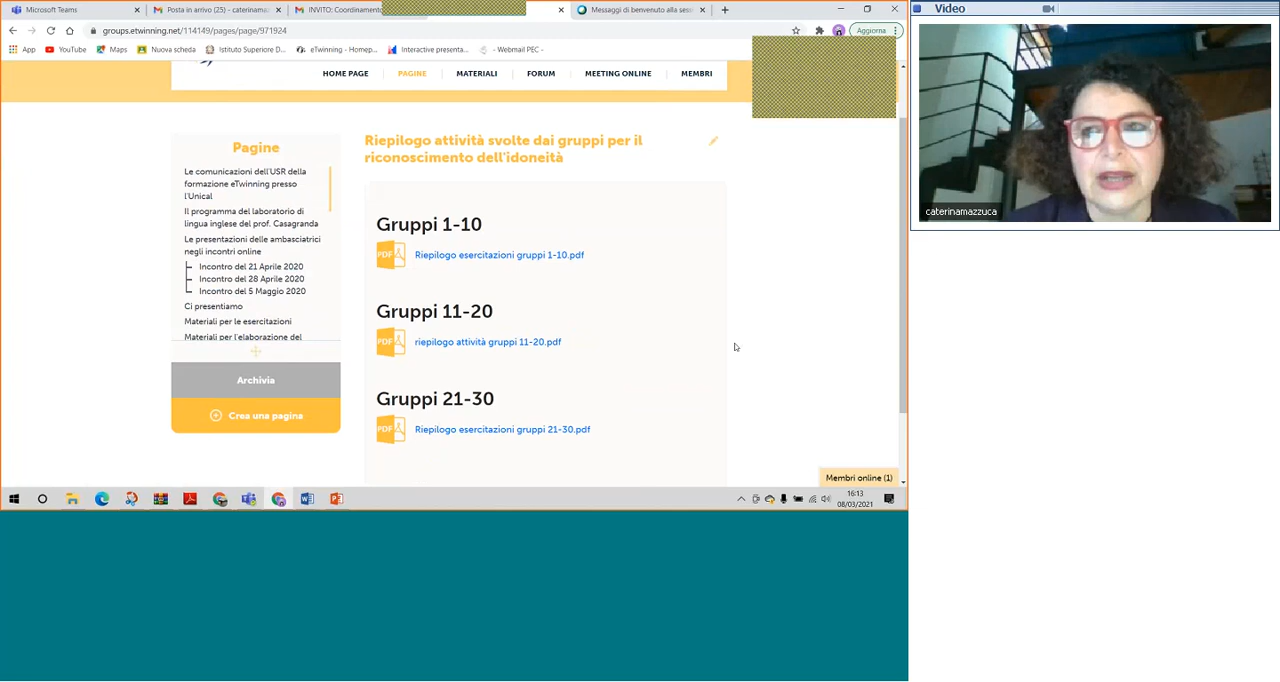 Microsoft Teams
Posta in arrivo (25) - caterinama
INVITO: Coordinamento
Messaggi di benvenuto alla sess
Video
groups.etwinning.net/114149/pages/page/971924
Aggiorna
App
YouTube
Maps
Nuova scheda
Istituto Superiore D...
eTwinning - Homep...
Interactive presenta...
- Webmail PEC -
HOME PAGE
PAGINE
MATERIALI
FORUM
MEETING ONLINE
MEMBRI
Pagine
Le comunicazioni dell'USR della
formazione eTwinning presso
l'Unical
Il programma del laboratorio di
lingua inglese del prof. Casagranda
Le presentazioni delle ambasciatrici
negli incontri online
Incontro del 21 Aprile 2020
Incontro del 28 Aprile 2020
Incontro del 5 Maggio 2020
Ci presentiamo
Materiali per le esercitazioni
Materiali per l'elaborazione del
Archivia
Crea una pagina
Riepilogo attività svolte dai gruppi per il
riconoscimento dell'idoneità
Gruppi 1-10
PDF
Riepilogo esercitazioni gruppi 1-10.pdf
Gruppi 11-20
PDF
riepilogo attività gruppi 11-20.pdf
Gruppi 21-30
PDF
Riepilogo esercitazioni gruppi 21-30.pdf
Membri online (1)
16:13
08/03/2021
caterinamazzuca